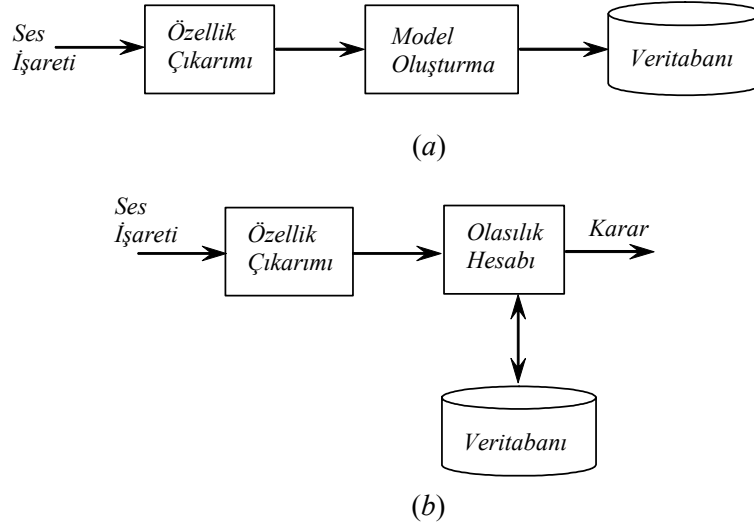 Ses
İşareti
Özellik
Çıkarımı
Model
Oluşturma
Veritabanı
(a)
Ses
İşareti
Özellik
Çıkarımı
Olasılık
Hesabı
Karar
Veritabanı
(b)